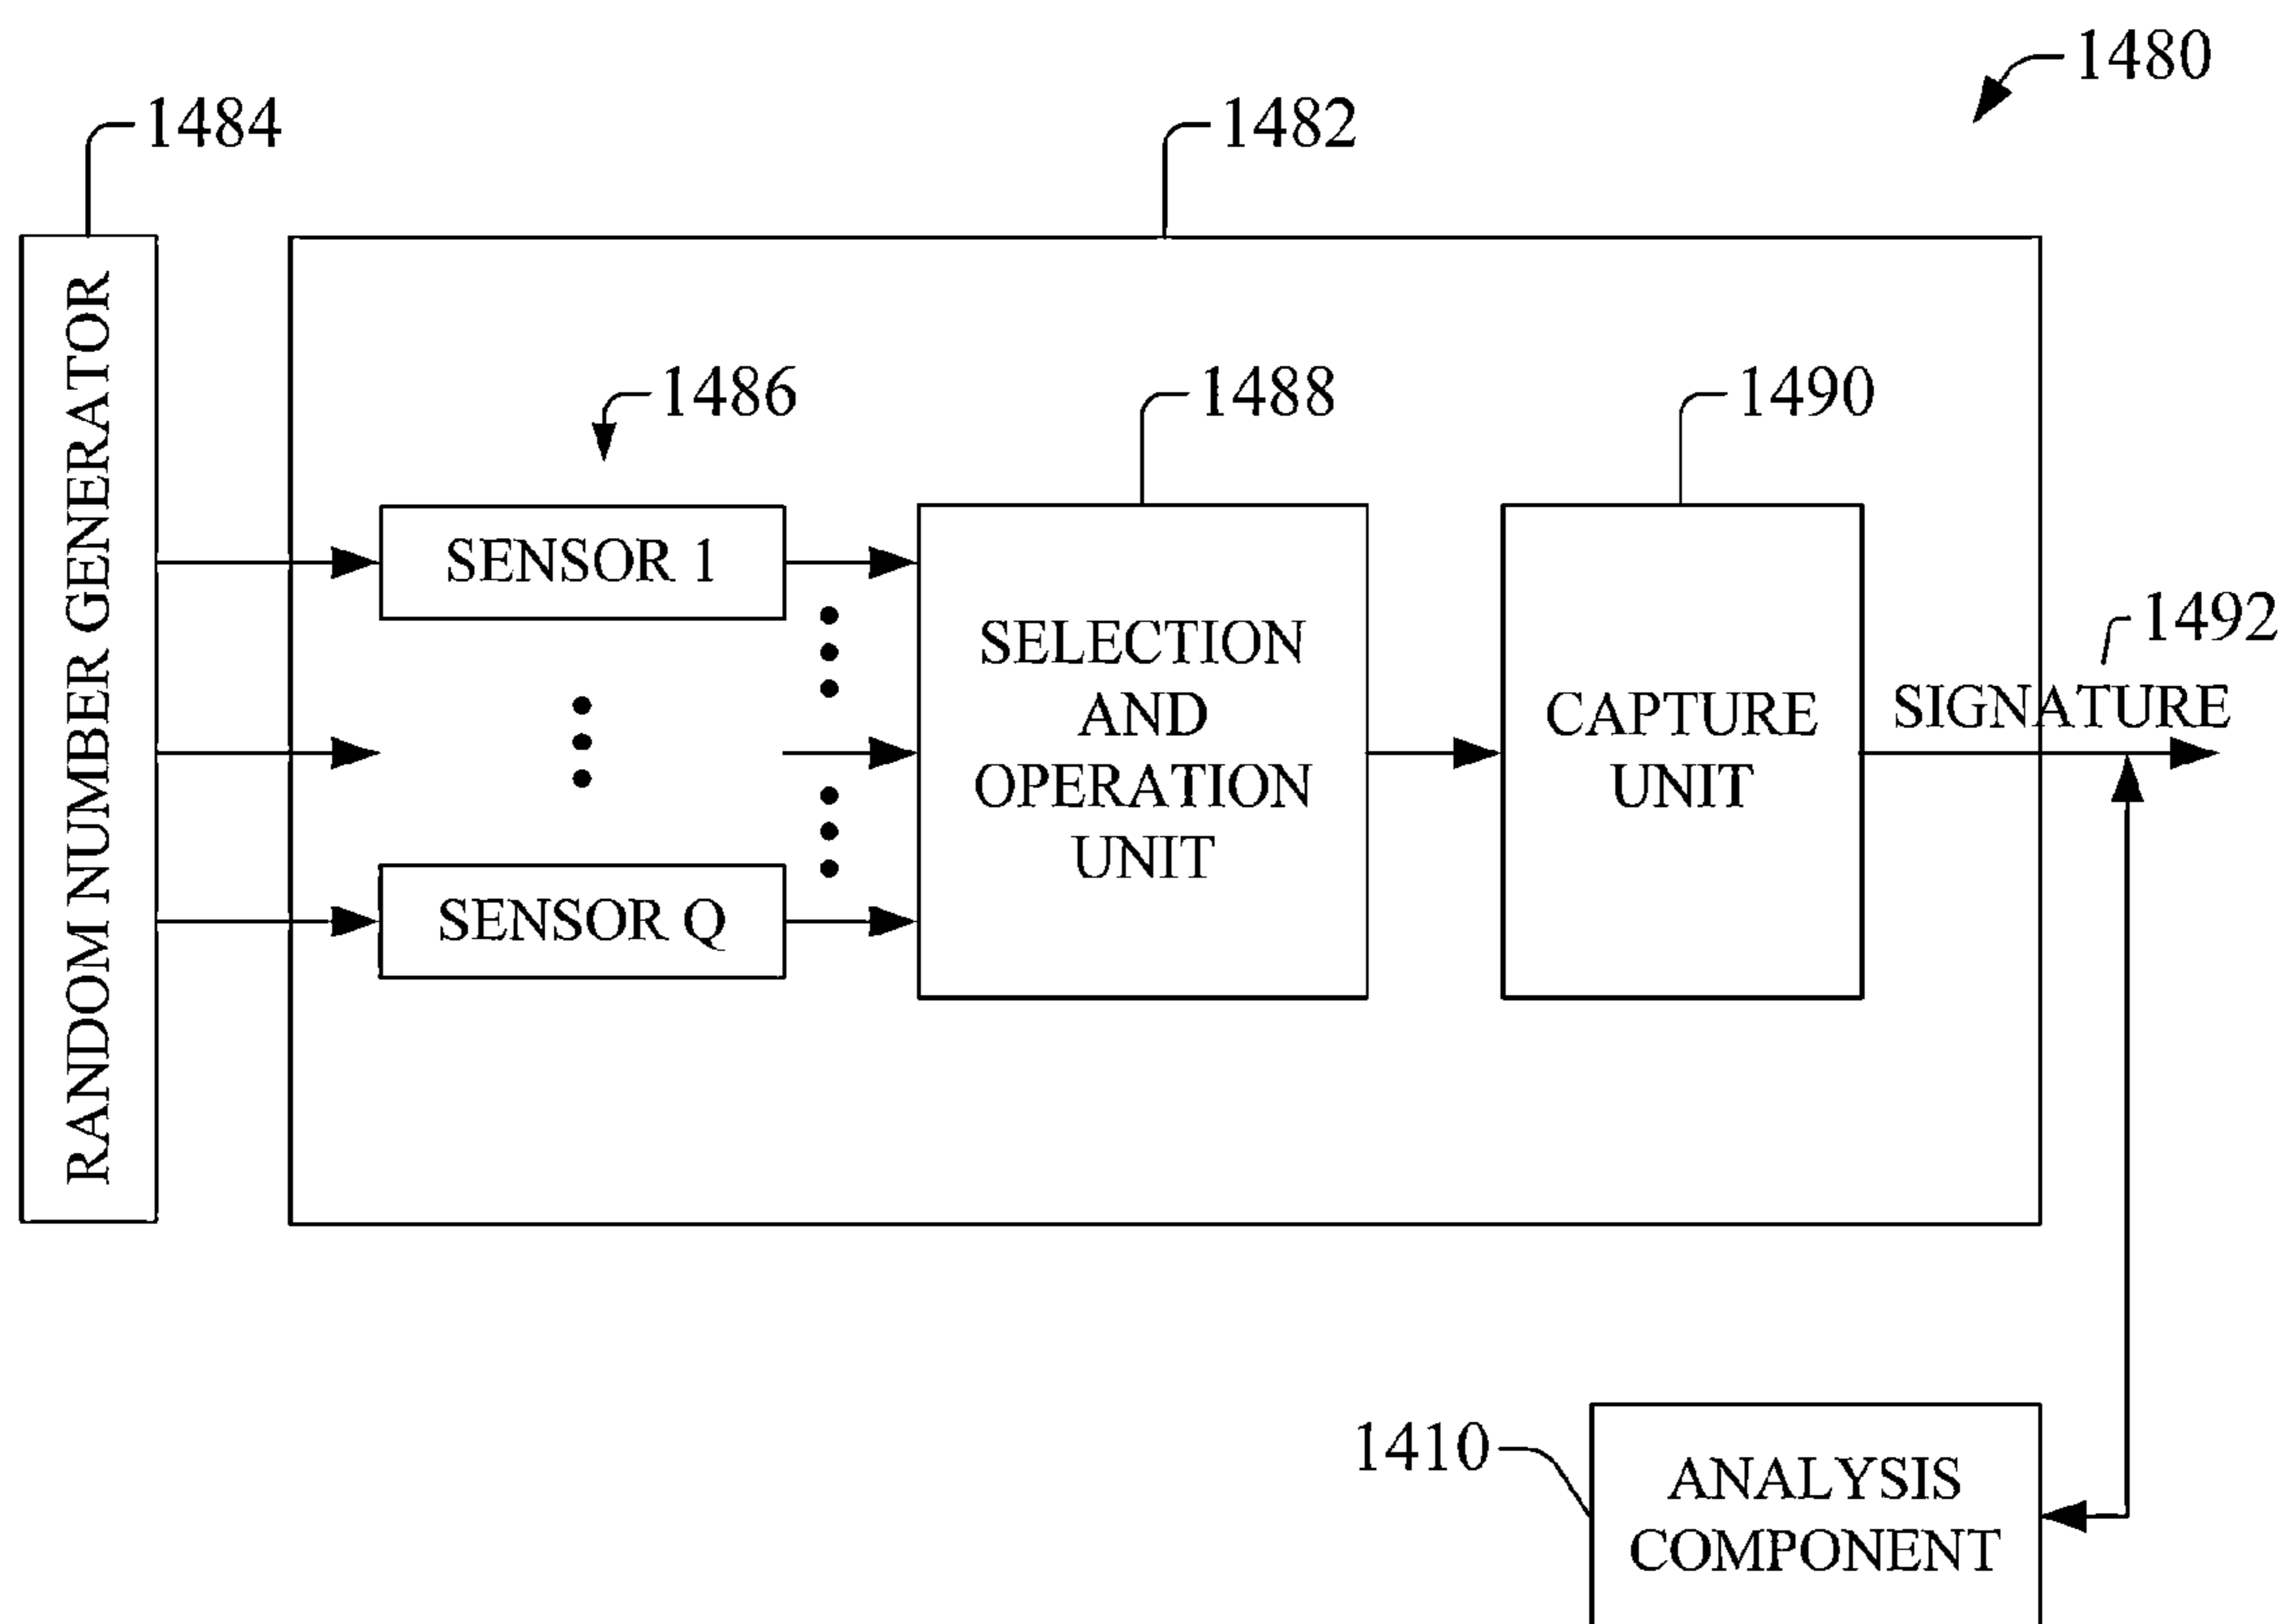 1480
1484
1482
RANDOM NUMBER GENERATOR
1486
1488
1490
SENSOR 1
SELECTION
AND
OPERATION
UNIT
CAPTURE
UNIT
1492
SIGNATURE
SENSOR Q
1410
ANALYSIS
COMPONENT